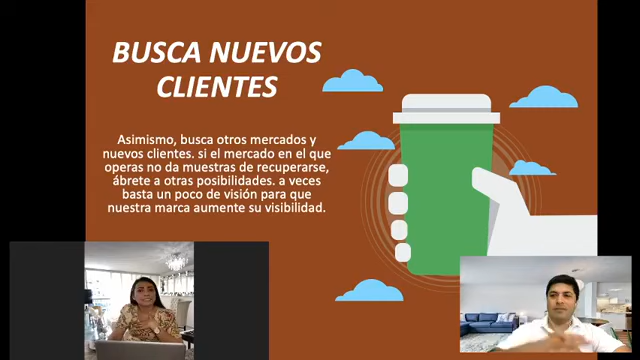 BUSCA NUEVOS
CLIENTES
Asimismo, busca otros mercados y
nuevos clientes. si el mercado en el que
operas no da muestras de recuperarse,
ábrete a otras posibilidades. a veces
basta un poco de visión para que
nuestra marca aumente su visibilidad.